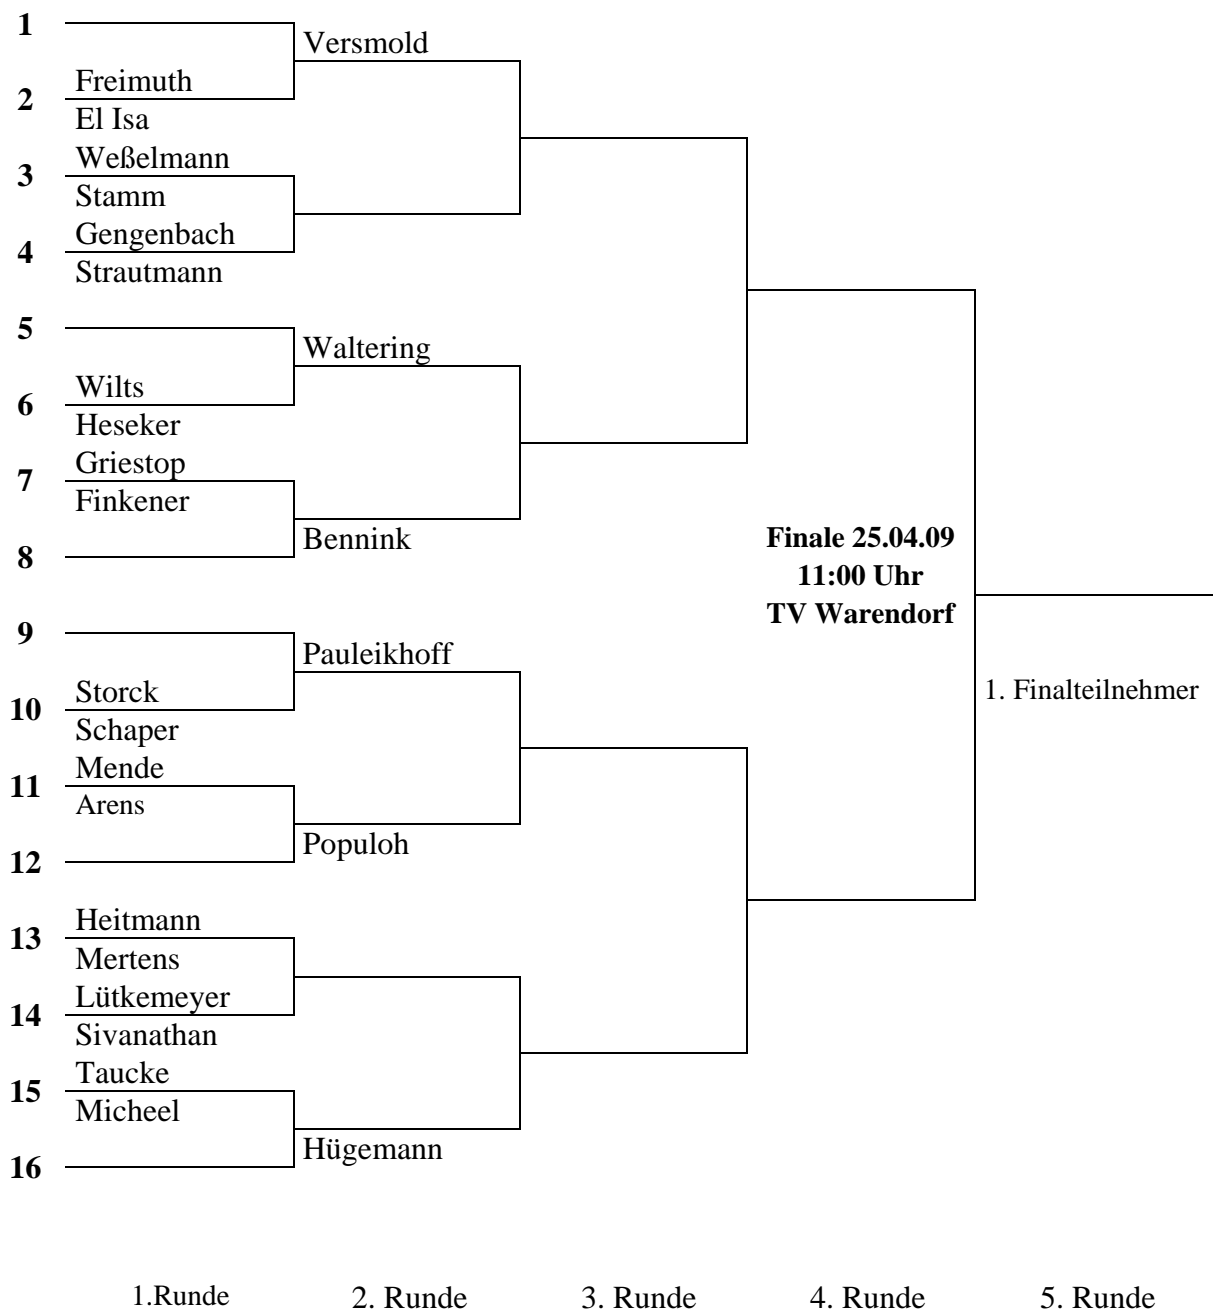 1
Versmold
Freimuth
2
El Isa
Weßelmann
3
Stamm
Gengenbach
4
Strautmann
5
Waltering
Wilts
6
Heseker
Griestop
7
Finkener
Bennink
8
Finale 25.04.09
11:00 Uhr
TV Warendorf
9
Pauleikhoff
Storck
10
Schaper
1. Finalteilnehmer
Mende
11
Arens
Populoh
12
Heitmann
13
Mertens
Lütkemeyer
14
Sivanathan
Taucke
15
Micheel
Hügemann
16
1.Runde 2. Runde 3. Runde 4. Runde 5. Runde